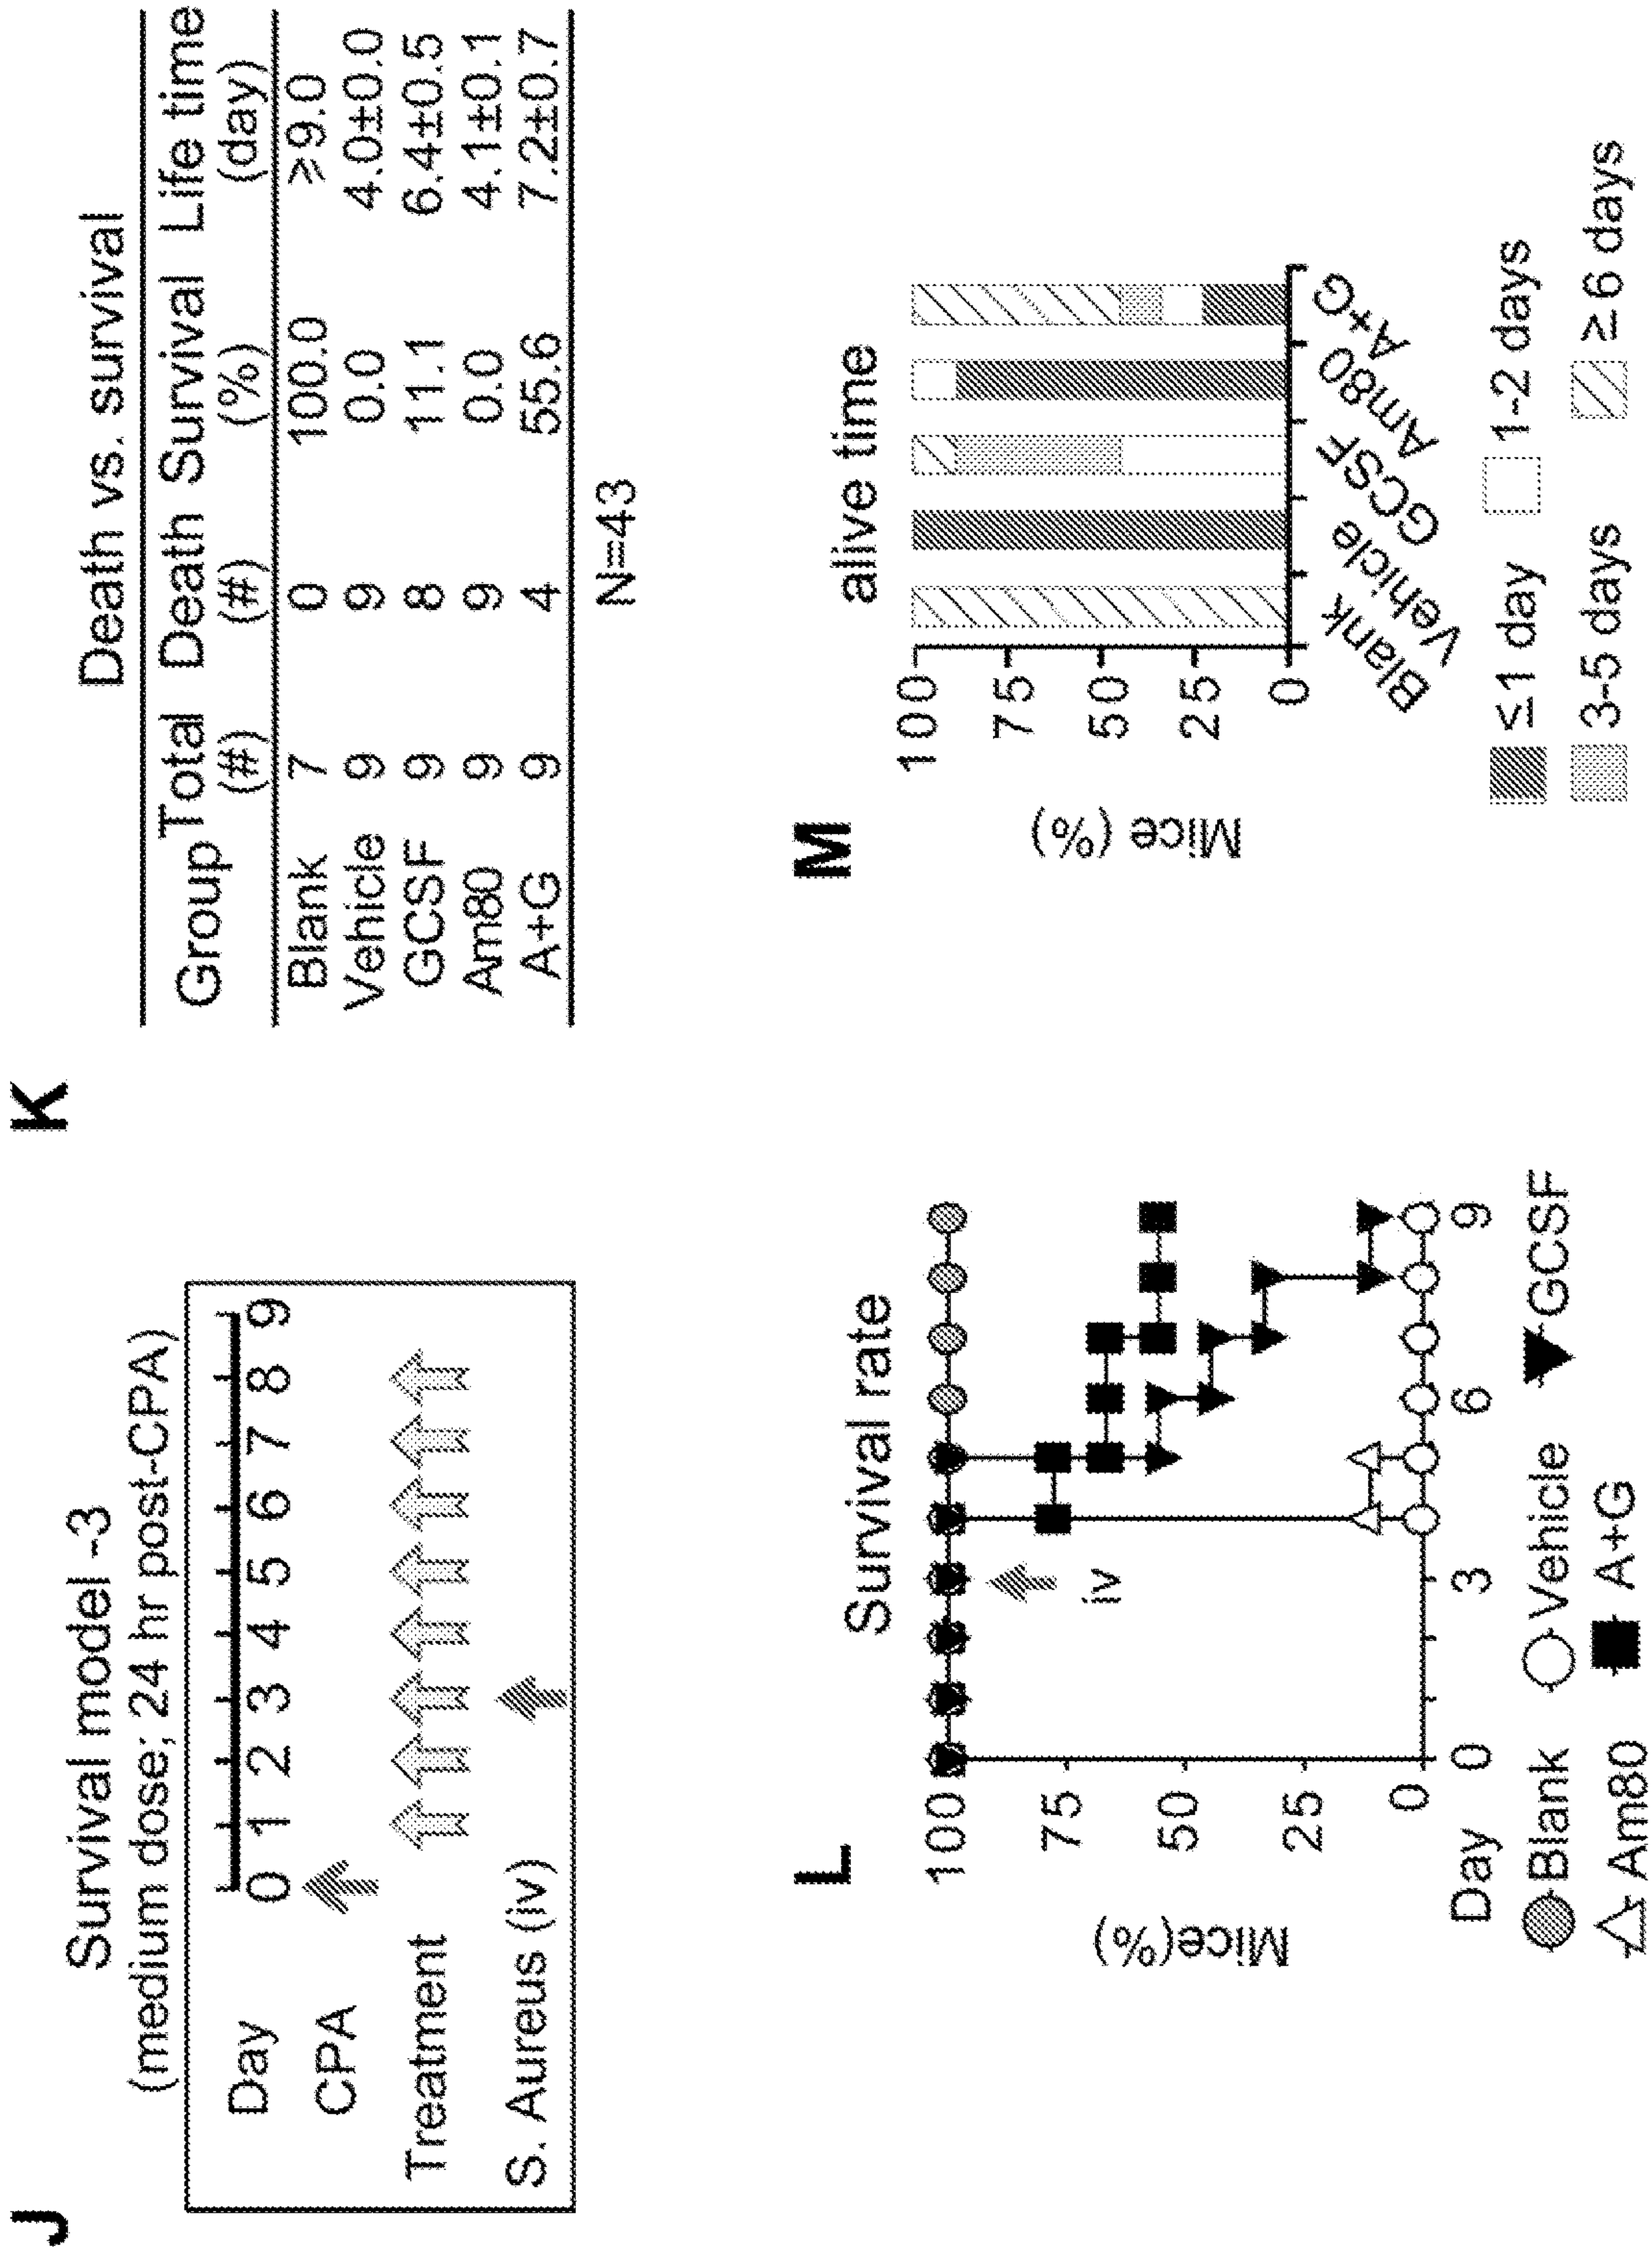 J
Survival model -3
(medium dose; 24 hr post-CPA)
Day 0 1 2 3 4 5 6 7 8 9
CPA
Treatment
S. Aureus (iv)
K
Death vs. survival
Group Total Death Survival Life time
(#) (#) (%) (day)
Blank 7 0 100.0 ≥9.0
Vehicle 9 9 0.0 4.0±0.0
GCSF 9 8 11.1 6.4±0.5
Am80 9 9 0.0 4.1±0.1
A+G 9 4 55.6 7.2±0.7
N=43
L
Survival rate
Mice(%)
100
75
50
25
0
iv
Day 0 3 6 9
Blank Vehicle GCSF
Am80 A+G
M
alive time
Mice (%)
100
75
50
25
0
Blank Vehicle GCSF Am80 A+G
≤1 day 1-2 days
3-5 days ≥ 6 days